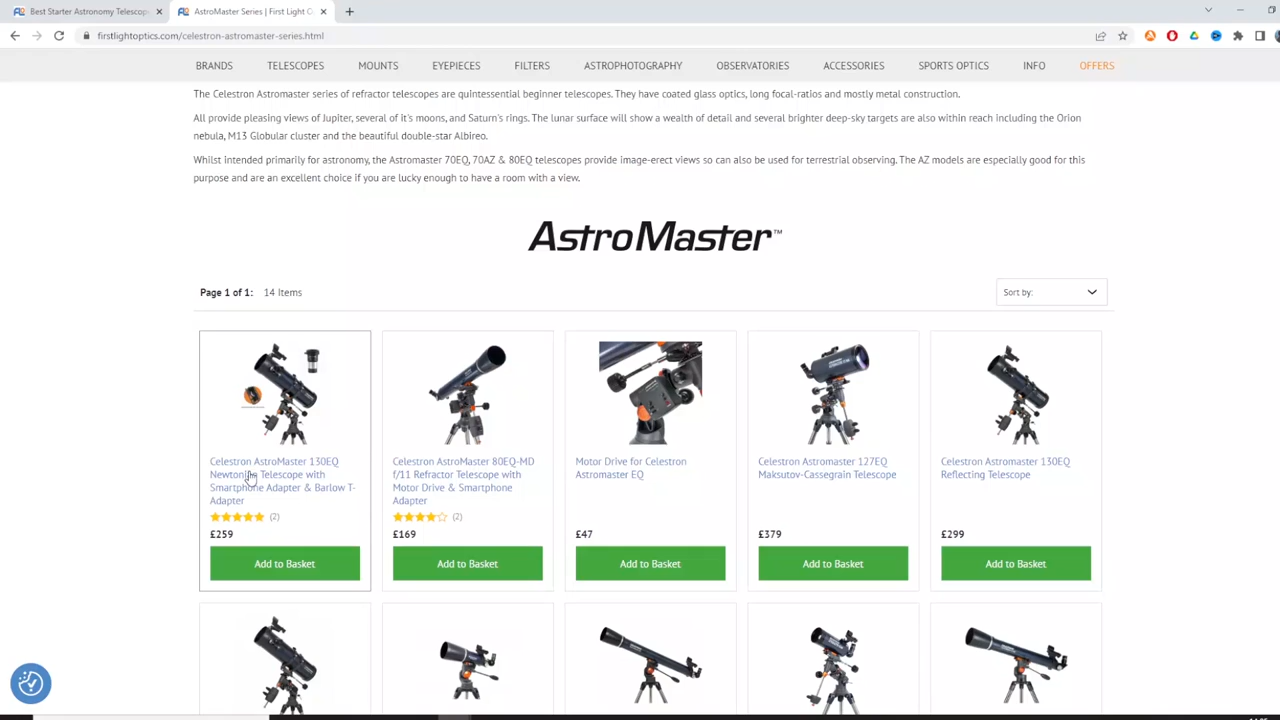 Best Starter Astronomy Telescope
AstroMaster Series | First Light O
firstlightoptics.com/celestron-astromaster-series.html
BRANDS TELESCOPES MOUNTS EYEPIECES FILTERS ASTROPHOTOGRAPHY OBSERVATORIES ACCESSORIES SPORTS OPTICS INFO OFFERS
The Celestron Astromaster series of refractor telescopes are quintessential beginner telescopes. They have coated glass optics, long focal-ratios and mostly metal construction.
All provide pleasing views of Jupiter, several of it's moons, and Saturn's rings. The lunar surface will show a wealth of detail and several brighter deep-sky targets are also within reach including the Orion
nebula, M13 Globular cluster and the beautiful double-star Albireo.
Whilst intended primarily for astronomy, the Astromaster 70EQ, 70AZ & 80EQ telescopes provide image-erect views so can also be used for terrestrial observing. The AZ models are especially good for this
purpose and are an excellent choice if you are lucky enough to have a room with a view.
AstroMaster™
Page 1 of 1: 14 Items
Sort by:
Celestron AstroMaster 130EQ
Newtonian Telescope with
Smartphone Adapter & Barlow T-
Adapter
(2)
£259
Add to Basket
Celestron AstroMaster 80EQ-MD
f/11 Refractor Telescope with
Motor Drive & Smartphone
Adapter
(2)
£169
Add to Basket
Motor Drive for Celestron
Astromaster EQ
£47
Add to Basket
Celestron Astromaster 127EQ
Maksutov-Cassegrain Telescope
£379
Add to Basket
Celestron Astromaster 130EQ
Reflecting Telescope
£299
Add to Basket